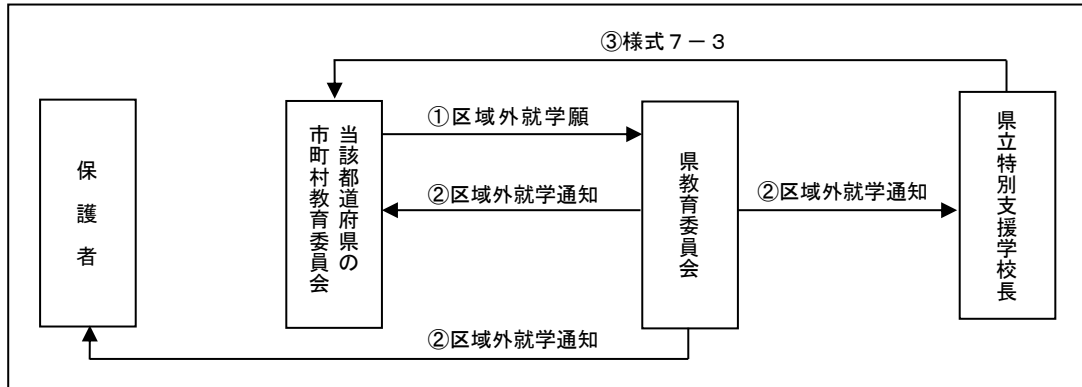 ③様式７－３
①区域外就学願
②区域外就学通知
②区域外就学通知
②区域外就学通知
保護者
当該都道府県の
市町村教育委員会
県教育委員会
県立特別支援学校長